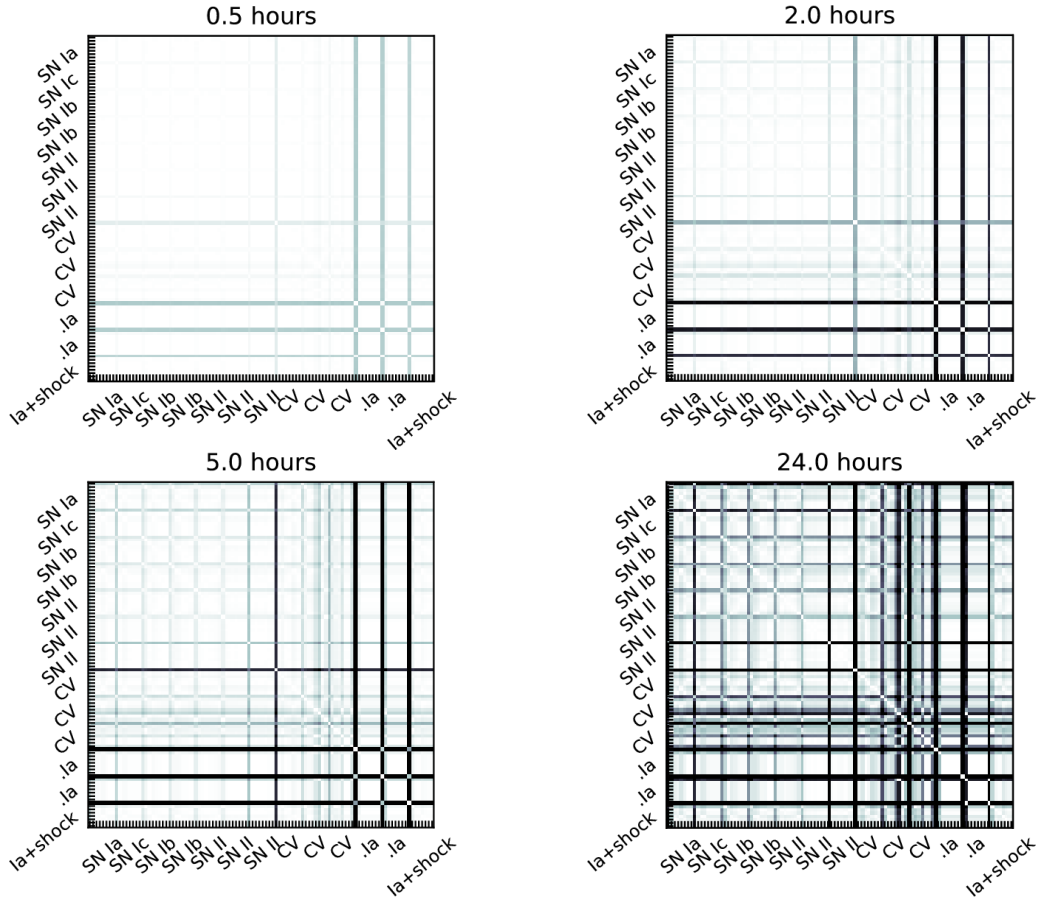 0.5 hours
SN Ia
SN Ic
SN Ib
SN Ib
SN II
SN II
SN II
CV
CV
CV
.Ia
.Ia
Ia+shock
SN Ia
SN Ic
SN Ib
SN Ib
SN II
SN II
SN II
CV
CV
CV
.Ia
.Ia
Ia+shock
2.0 hours
SN Ia
SN Ic
SN Ib
SN Ib
SN II
SN II
SN II
CV
CV
CV
.Ia
.Ia
Ia+shock
SN Ia
SN Ic
SN Ib
SN Ib
SN II
SN II
SN II
CV
CV
CV
.Ia
.Ia
Ia+shock
5.0 hours
SN Ia
SN Ic
SN Ib
SN Ib
SN II
SN II
SN II
CV
CV
CV
.Ia
.Ia
Ia+shock
SN Ia
SN Ic
SN Ib
SN Ib
SN II
SN II
SN II
CV
CV
CV
.Ia
.Ia
Ia+shock
24.0 hours
SN Ia
SN Ic
SN Ib
SN Ib
SN II
SN II
SN II
CV
CV
CV
.Ia
.Ia
Ia+shock
SN Ia
SN Ic
SN Ib
SN Ib
SN II
SN II
SN II
CV
CV
CV
.Ia
.Ia
Ia+shock